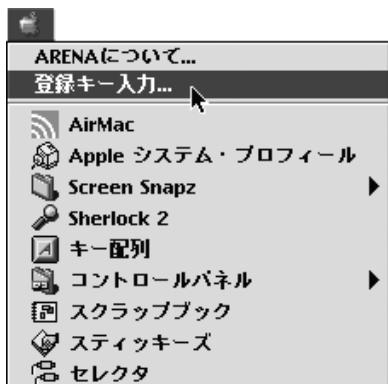 ARENAについて...
登録キー入力...
AirMac
Apple システム・プロフィール
Screen Snapz
Sherlock 2
キー配列
コントロールパネル
スクラップブック
スティッキーズ
セレクタ